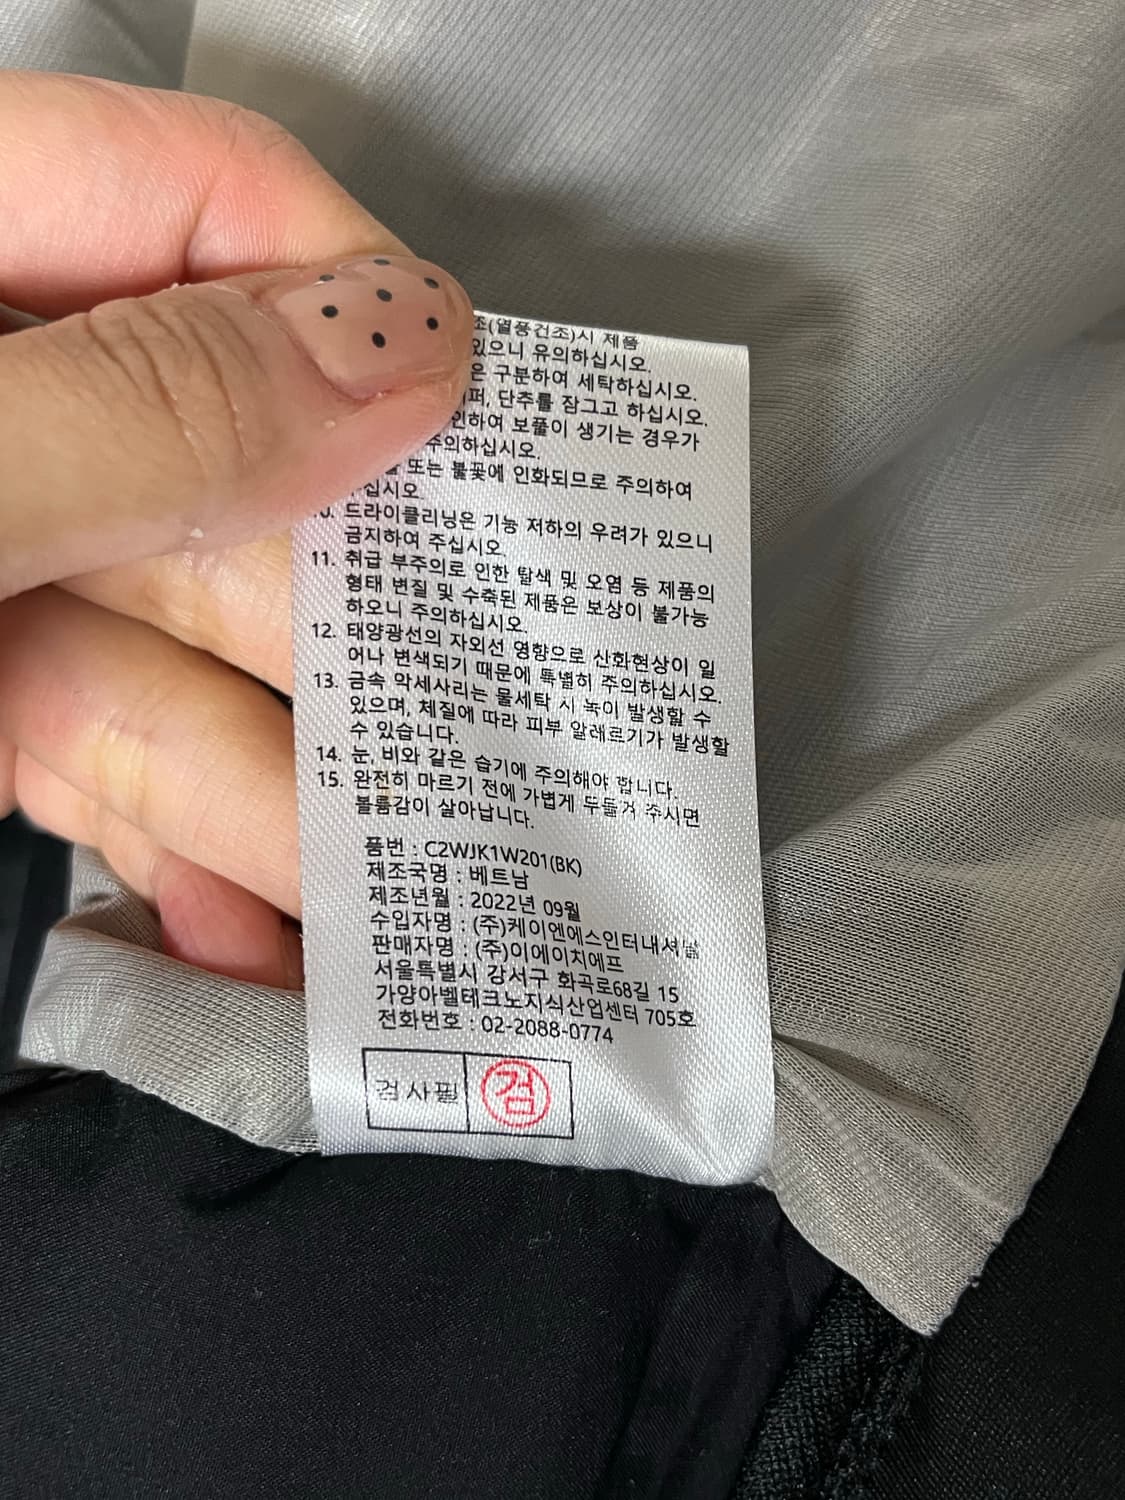 조(열풍건조)시 제품
있으니 유의하십시오.
은 구분하여 세탁하십시오.
퍼, 단추를 잠그고 하십시오.
인하여 보풀이 생기는 경우가
주의하십시오.
또는 불꽃에 인화되므로 주의하여
십시오.
드라이클리닝은 기능 저하의 우려가 있으니
금지하여 주십시오.
11. 취급 부주의로 인한 탈색 및 오염 등 제품의
형태 변질 및 수축된 제품은 보상이 불가능
하오니 주의하십시오.
12. 태양광선의 자외선 영향으로 산화현상이 일
어나 변색되기 때문에 특별히 주의하십시오.
13. 금속 악세사리는 물세탁 시 녹이 발생할 수
있으며, 체질에 따라 피부 알레르기가 발생할
수 있습니다.
14. 눈, 비와 같은 습기에 주의해야 합니다.
15. 완전히 마르기 전에 가볍게 두들겨 주시면
볼륨감이 살아납니다.
품번 : C2WJK1W201(BK)
제조국명 : 베트남
제조년월 : 2022년 09월
수입자명 : (주)케이엔에스인터내셔날
판매자명 : (주)이에이치에프
서울특별시 강서구 화곡로68길 15
가양아벨테크노지식산업센터 705호
전화번호 : 02-2088-0774
검사필 검